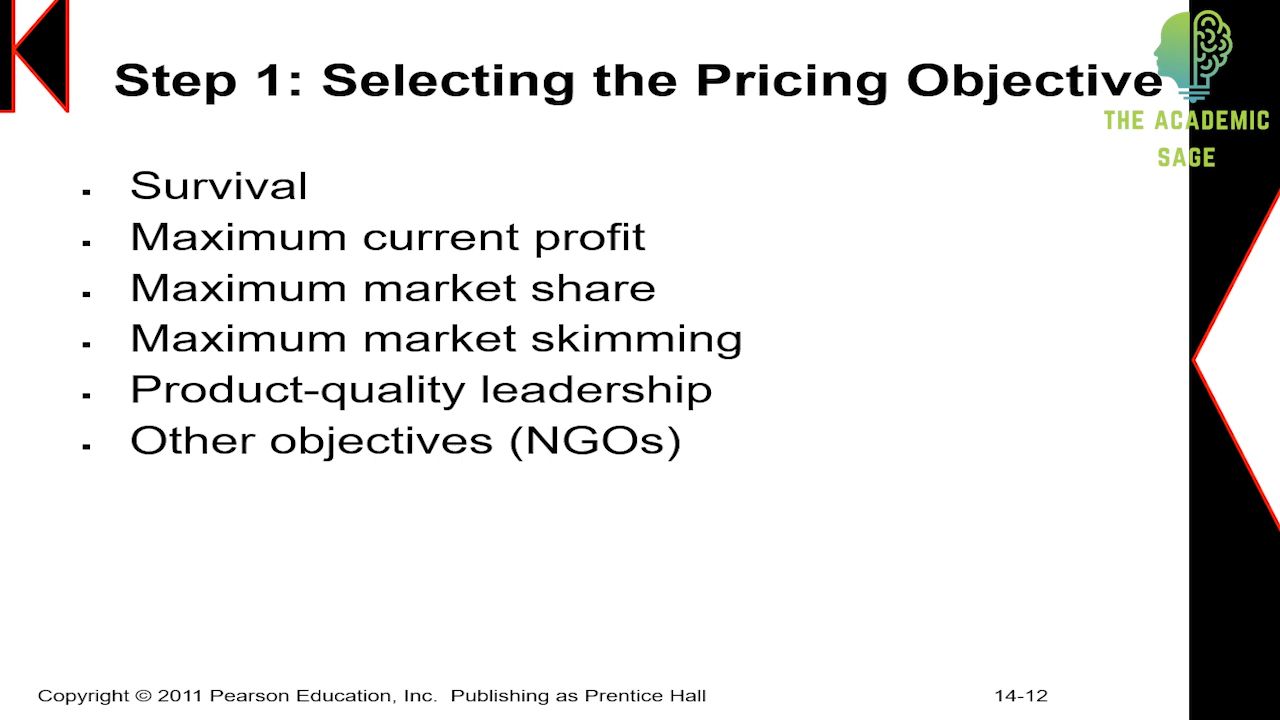 Step 1: Selecting the Pricing Objective
THE ACADEMIC
SAGE
▪ Survival
▪ Maximum current profit
▪ Maximum market share
▪ Maximum market skimming
▪ Product-quality leadership
▪ Other objectives (NGOs)
Copyright © 2011 Pearson Education, Inc. Publishing as Prentice Hall
14-12